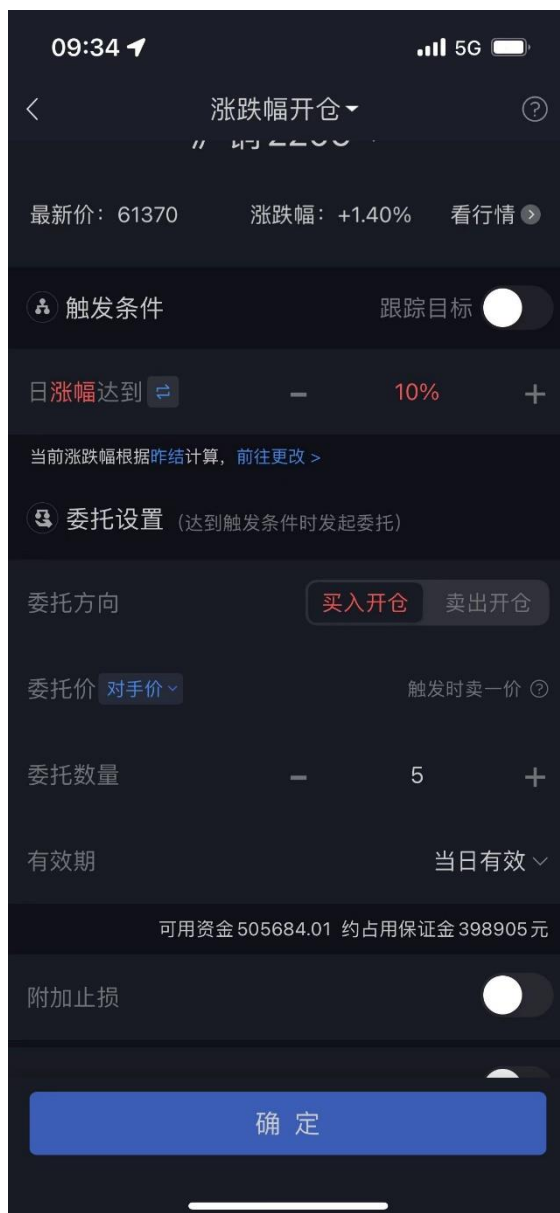 09:34
5G
涨跌幅开仓
最新价：61370 涨跌幅：+1.40% 看行情
触发条件 跟踪目标
日涨幅达到 － 10% ＋
当前涨跌幅根据昨结计算，前往更改 >
委托设置（达到触发条件时发起委托）
委托方向 买入开仓 卖出开仓
委托价 对手价 触发时卖一价 ?
委托数量 － 5 ＋
有效期 当日有效
可用资金505684.01 约占用保证金398905元
附加止损
确定